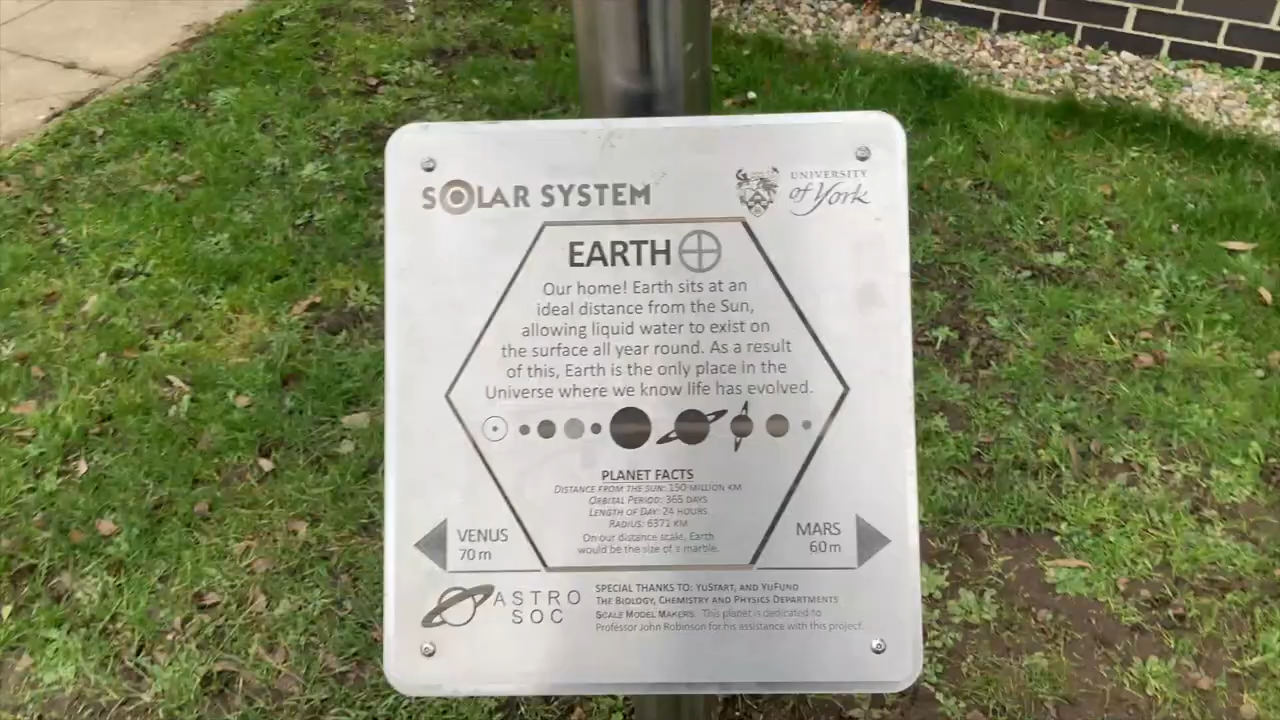 SOLAR SYSTEM
UNIVERSITY
of York
EARTH
Our home! Earth sits at an
ideal distance from the Sun,
allowing liquid water to exist on
the surface all year round. As a result
of this, Earth is the only place in the
Universe where we know life has evolved.
PLANET FACTS
DISTANCE FROM THE SUN: 150 MILLION KM
ORBITAL PERIOD: 365 DAYS
LENGTH OF DAY: 24 HOURS
RADIUS: 6371 KM
On our distance scale, Earth
would be the size of a marble.
VENUS
70 m
MARS
60 m
ASTRO
SOC
SPECIAL THANKS TO: YUSTART, AND YUFUND
THE BIOLOGY, CHEMISTRY AND PHYSICS DEPARTMENTS
SCALE MODEL MAKERS. This planet is dedicated to
Professor John Robinson for his assistance with this project.